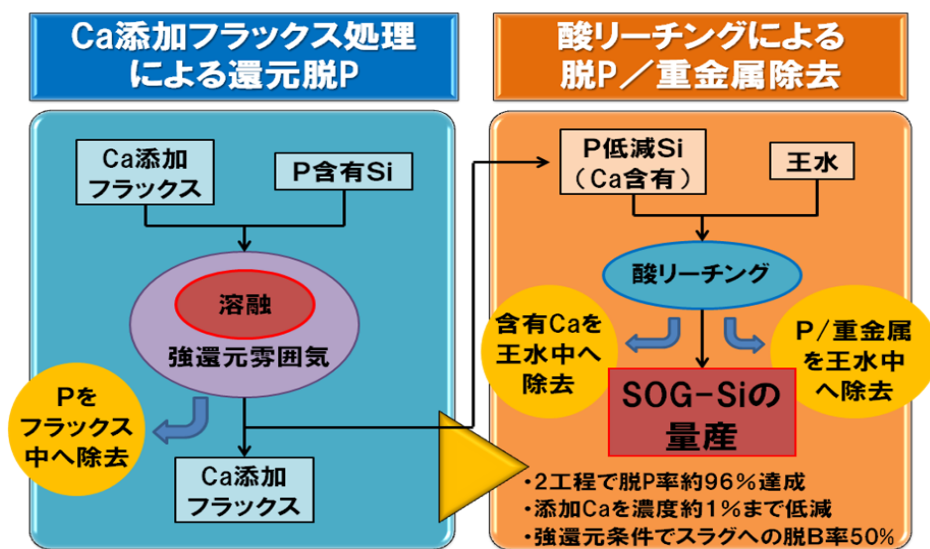 Ca添加フラックス処理
による還元脱P
Ca添加
フラックス
P含有Si
溶融
強還元雰囲気
Pを
フラックス
中へ除去
Ca添加
フラックス
酸リーチングによる
脱P/重金属除去
P低減Si
(Ca含有)
王水
酸リーチング
含有Caを
王水中へ
除去
P/重金属
を王水中
へ除去
SOG-Siの
量産
・2工程で脱P率約96%達成
・添加Caを濃度約1%まで低減
・強還元条件でスラグへの脱B率50%